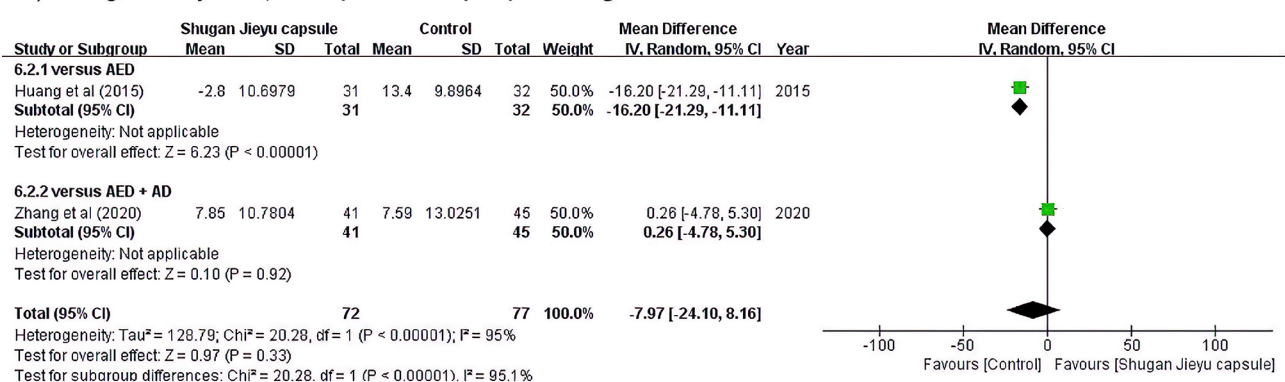 Shugan Jieyu capsule Control Mean Difference Mean Difference
Study or Subgroup Mean SD Total Mean SD Total Weight IV, Random, 95% CI Year IV, Random, 95% CI
6.2.1 versus AED
Huang et al (2015) -2.8 10.6979 31 13.4 9.8964 32 50.0% -16.20 [-21.29, -11.11] 2015
Subtotal (95% CI) 31 32 50.0% -16.20 [-21.29, -11.11]
Heterogeneity: Not applicable
Test for overall effect: Z = 6.23 (P < 0.00001)
6.2.2 versus AED + AD
Zhang et al (2020) 7.85 10.7804 41 7.59 13.0251 45 50.0% 0.26 [-4.78, 5.30] 2020
Subtotal (95% CI) 41 45 50.0% 0.26 [-4.78, 5.30]
Heterogeneity: Not applicable
Test for overall effect: Z = 0.10 (P = 0.92)
Total (95% CI) 72 77 100.0% -7.97 [-24.10, 8.16]
Heterogeneity: Tau² = 128.79; Chi² = 20.28, df = 1 (P < 0.00001); I² = 95%
Test for overall effect: Z = 0.97 (P = 0.33)
Test for subgroup differences: Chi² = 20.28, df = 1 (P < 0.00001), I² = 95.1%
-100 -50 0 50 100
Favours [Control] Favours [Shugan Jieyu capsule]